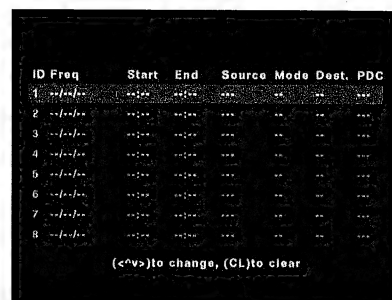 ID Freq Start End Source Mode Dest. PDC
1 --/--/-- --:-- --:-- --- -- -- ---
2 --/--/-- --:-- --:-- --- -- -- ---
3 --/--/-- --:-- --:-- --- -- -- ---
4 --/--/-- --:-- --:-- --- -- -- ---
5 --/--/-- --:-- --:-- --- -- -- ---
6 --/--/-- --:-- --:-- --- -- -- ---
7 --/--/-- --:-- --:-- --- -- -- ---
8 --/--/-- --:-- --:-- --- -- -- ---
(<^v>)to change, (CL)to clear